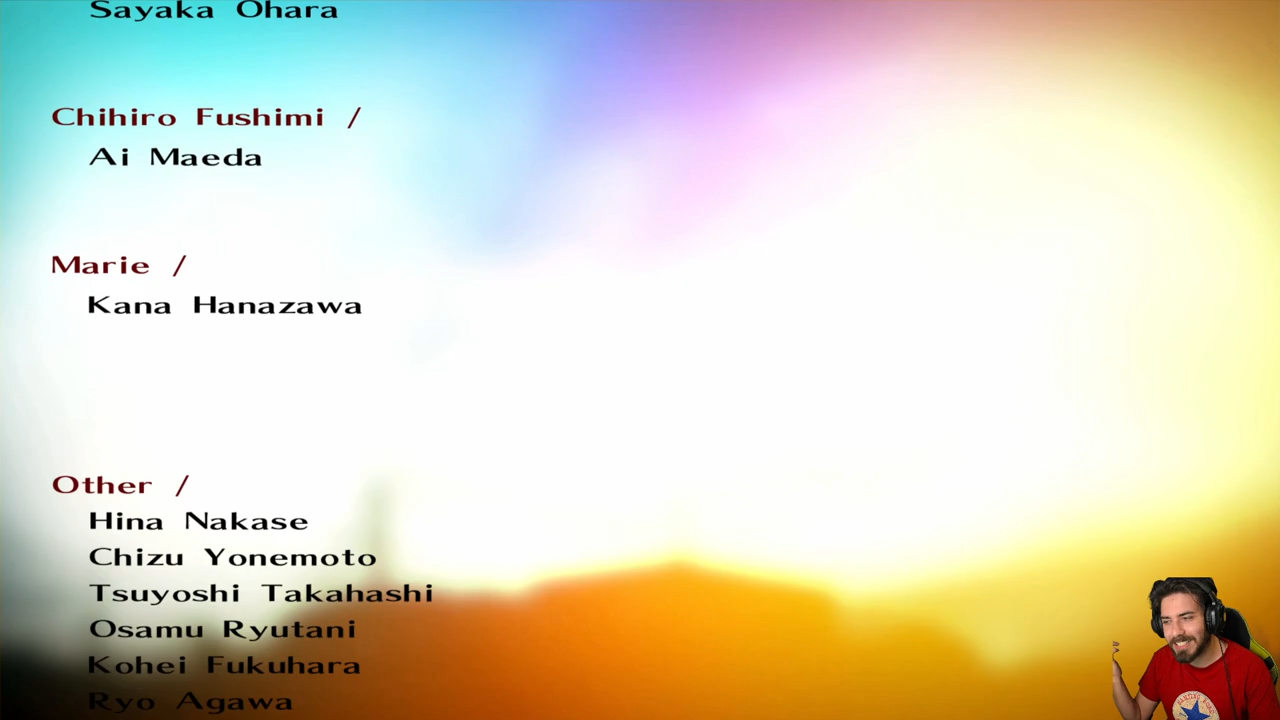 Sayaka Ohara
Chihiro Fushimi /
Ai Maeda
Marie /
Kana Hanazawa
Other /
Hina Nakase
Chizu Yonemoto
Tsuyoshi Takahashi
Osamu Ryutani
Kohei Fukuhara
Ryo Agawa